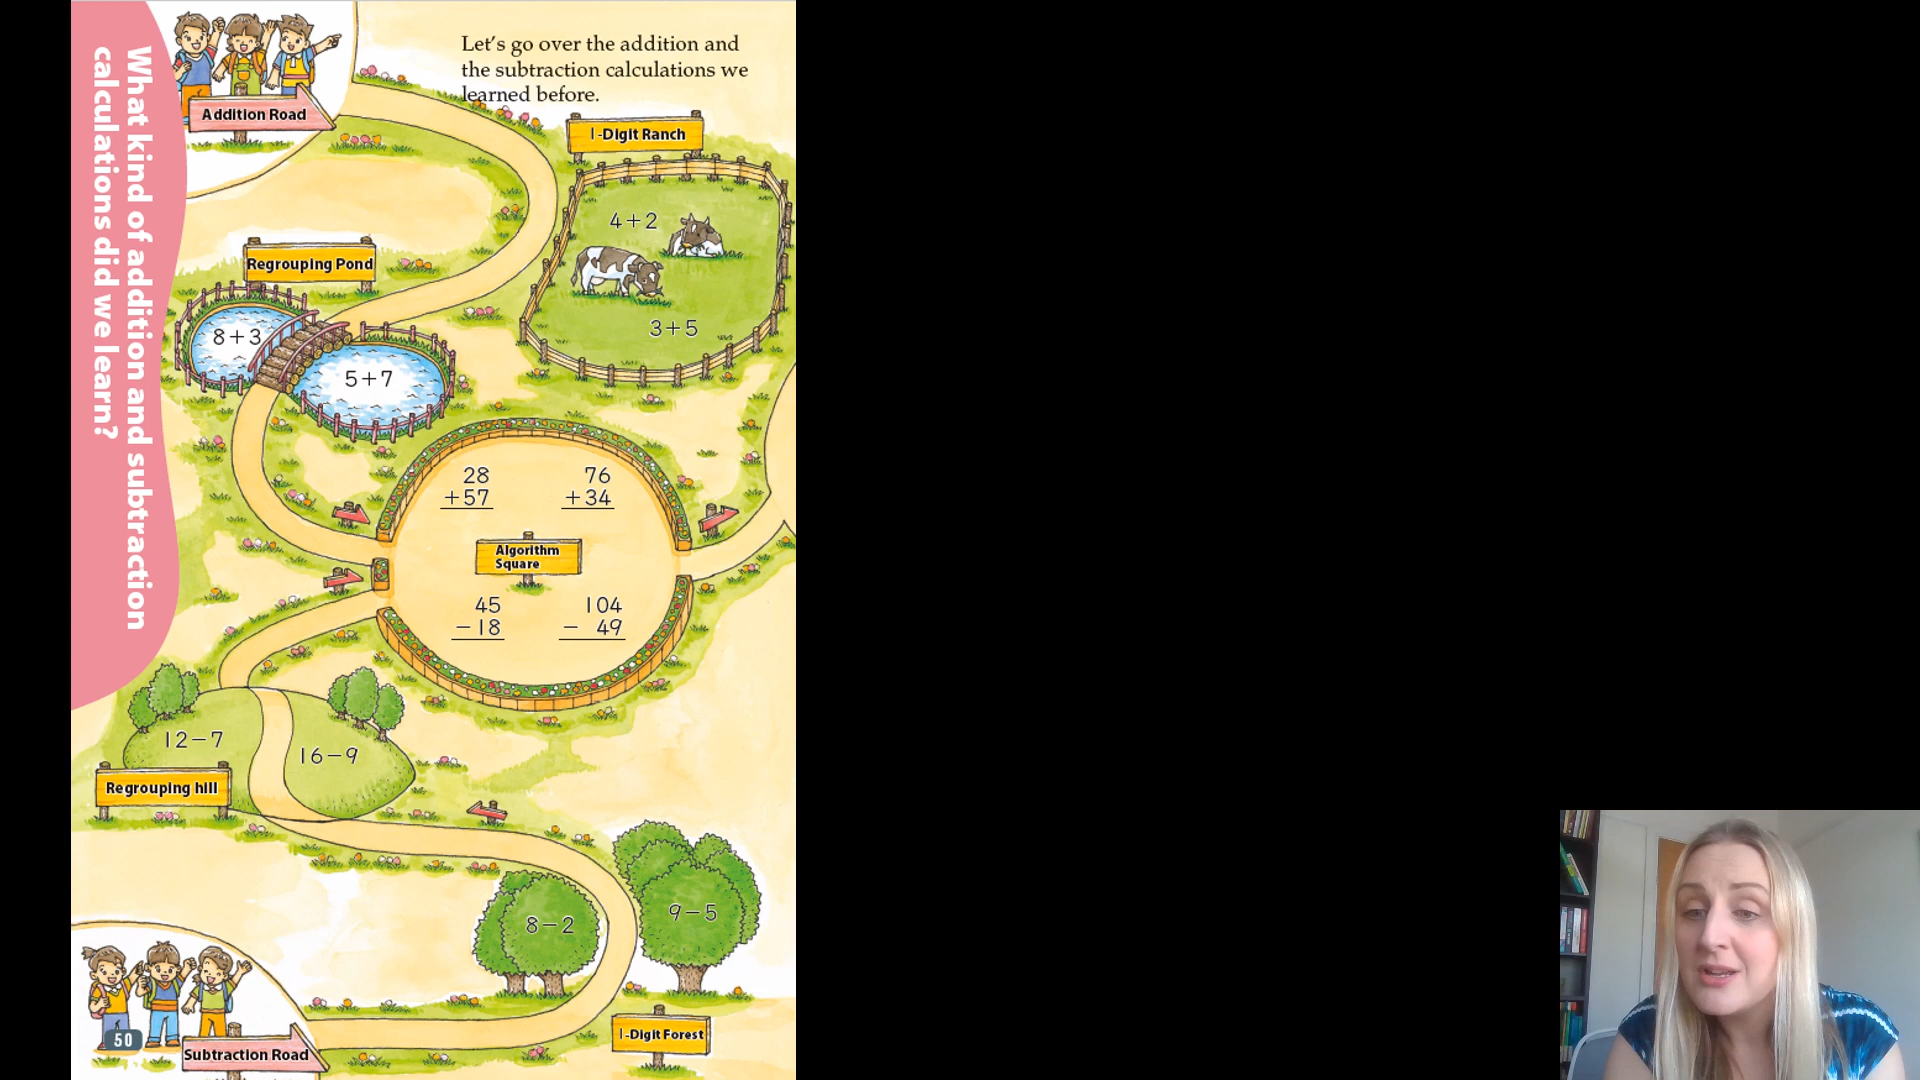 What kind of addition and subtraction
calculations did we learn?
Let's go over the addition and
the subtraction calculations we
learned before.
Addition Road
1-Digit Ranch
4+2
3+5
Regrouping Pond
8+3
5+7
28
+57
76
+34
Algorithm
Square
45
-18
104
- 49
12-7
16-9
Regrouping hill
8-2
9-5
1-Digit Forest
50
Subtraction Road